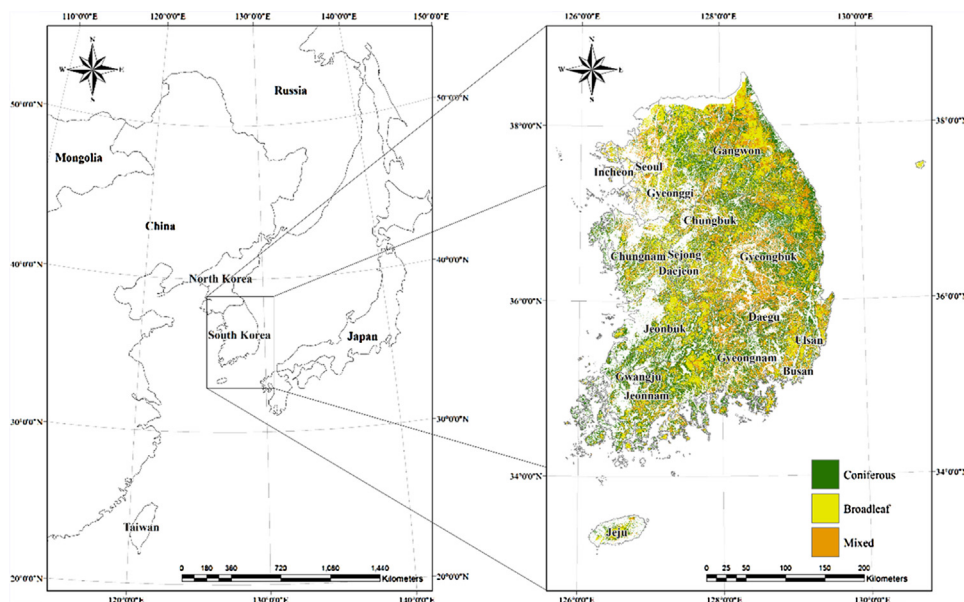 110°0'0"E 120°0'0"E 130°0'0"E 140°0'0"E 150°0'0"E
N
W E
S
Russia
50°0'0"N 50°0'0"N
Mongolia
China
40°0'0"N 40°0'0"N
North Korea
South Korea
Japan
30°0'0"N 30°0'0"N
Taiwan
20°0'0"N 20°0'0"N
0 180 360 720 1,080 1,440
Kilometers
120°0'0"E 130°0'0"E 140°0'0"E
126°0'0"E 128°0'0"E 130°0'0"E
N
W E
S
38°0'0"N 38°0'0"N
Gangwon
Seoul
Incheon
Gyeonggi
Chungbuk
Chungnam Sejong Gyeongbuk
Daejeon
36°0'0"N 36°0'0"N
Daegu
Jeonbuk
Ulsan
Gyeongnam
Busan
Gwangju
Jeonnam
34°0'0"N 34°0'0"N
Coniferous
Broadleaf
Mixed
Jeju
0 25 50 100 150 200
Kilometers
126°0'0"E 128°0'0"E 130°0'0"E